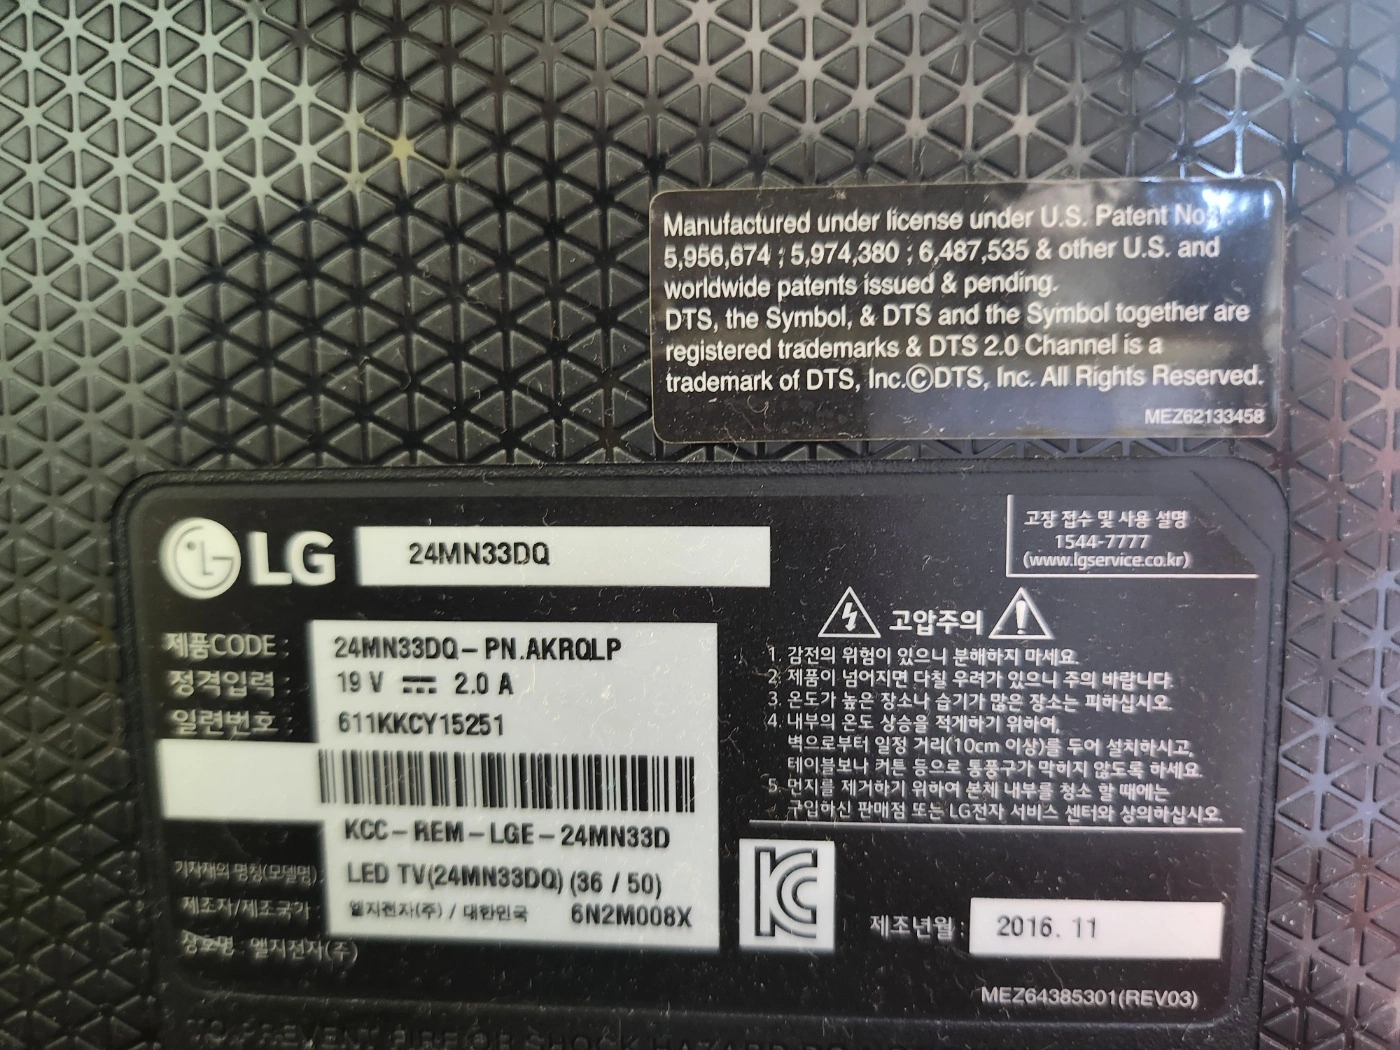 Manufactured under license under U.S. Patent No
5,956,674 ; 5,974,380 ; 6,487,535 & other U.S. and
worldwide patents issued & pending.
DTS, the Symbol, & DTS and the Symbol together are
registered trademarks & DTS 2.0 Channel is a
trademark of DTS, Inc.©DTS, Inc. All Rights Reserved.
MEZ62133458
LG 24MN33DQ
고장 접수 및 사용 설명
1544-7777
(www.lgservice.co.kr)
제품CODE : 24MN33DQ-PN.AKRQLP
정격입력 : 19 V 2.0 A
일련번호 : 611KKCY15251
KCC-REM-LGE-24MN33D
기자재의 명칭(모델명) : LED TV(24MN33DQ) (36 / 50)
제조자/제조국가 : 엘지전자(주) / 대한민국 6N2M008X
상호명 : 엘지전자(주)
고압주의
1. 감전의 위험이 있으니 분해하지 마세요.
2. 제품이 넘어지면 다칠 우려가 있으니 주의 바랍니다.
3. 온도가 높은 장소나 습기가 많은 장소는 피하십시오.
4. 내부의 온도 상승을 적게하기 위하여,
벽으로부터 일정 거리(10cm 이상)를 두어 설치하시고,
테이블보나 커튼 등으로 통풍구가 막히지 않도록 하세요.
5. 먼지를 제거하기 위하여 본체 내부를 청소 할 때에는
구입하신 판매점 또는 LG전자 서비스 센터와 상의하십시오.
제조년월 : 2016. 11
MEZ64385301(REV03)
TO PREVENT FIRE OR SHOCK HAZARD